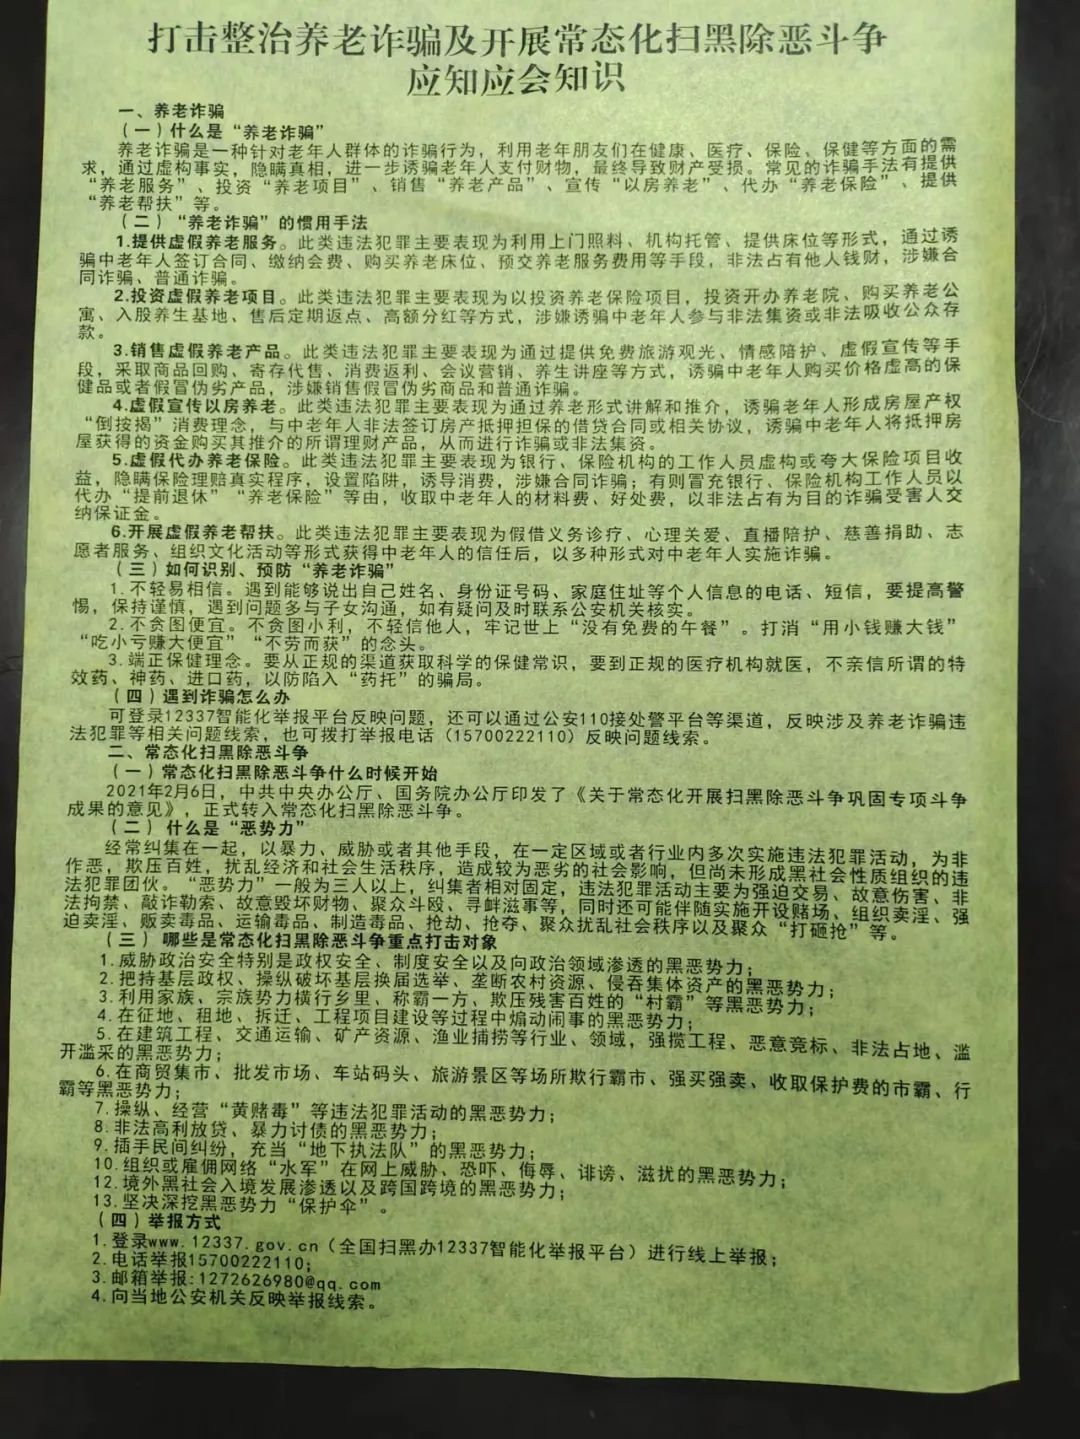 打击整治养老诈骗及开展常态化扫黑除恶斗争
应知应会知识
一、养老诈骗
（一）什么是“养老诈骗”
养老诈骗是一种针对老年人群体的诈骗行为，利用老年朋友们在健康、医疗、保险、保健等方面的需
求，通过虚构事实，隐瞒真相，进一步诱骗老年人支付财物，最终导致财产受损。常见的诈骗手法有提供
“养老服务”、投资“养老项目”、销售“养老产品”、宣传“以房养老”、代办“养老保险”、提供
“养老帮扶”等。
（二）“养老诈骗”的惯用手法
1.提供虚假养老服务。此类违法犯罪主要表现为利用上门照料、机构托管、提供床位等形式，通过诱
骗中老年人签订合同、缴纳会费、购买养老床位、预交养老服务费用等手段，非法占有他人钱财，涉嫌合
同诈骗、普通诈骗。
2.投资虚假养老项目。此类违法犯罪主要表现为以投资养老保险项目，投资开办养老院、购买养老公
寓、入股养生基地、售后定期返点、高额分红等方式，涉嫌诱骗中老年人参与非法集资或非法吸收公众存
款。
3.销售虚假养老产品。此类违法犯罪主要表现为通过提供免费旅游观光、情感陪护、虚假宣传等手
段，采取商品回购、寄存代售、消费返利、会议营销、养生讲座等方式，诱骗中老年人购买价格虚高的保
健品或者假冒伪劣产品，涉嫌销售假冒伪劣商品和普通诈骗。
4.虚假宣传以房养老。此类违法犯罪主要表现为通过养老形式讲解和推介，诱骗老年人形成房屋产权
“倒按揭”消费理念，与中老年人非法签订房产抵押担保的借贷合同或相关协议，诱骗中老年人将抵押房
屋获得的资金购买其推介的所谓理财产品，从而进行诈骗或非法集资。
5.虚假代办养老保险。此类违法犯罪主要表现为银行、保险机构的工作人员虚构或夸大保险项目收
益，隐瞒保险理赔真实程序，设置陷阱，诱导消费，涉嫌合同诈骗；有则冒充银行、保险机构工作人员以
代办“提前退休”“养老保险”等由，收取中老年人的材料费、好处费，以非法占有为目的诈骗受害人交
纳保证金。
6.开展虚假养老帮扶。此类违法犯罪主要表现为假借义务诊疗、心理关爱、直播陪护、慈善捐助、志
愿者服务、组织文化活动等形式获得中老年人的信任后，以多种形式对中老年人实施诈骗。
（三）如何识别、预防“养老诈骗”
1.不轻易相信。遇到能够说出自己姓名、身份证号码、家庭住址等个人信息的电话、短信，要提高警
惕，保持谨慎，遇到问题多与子女沟通，如有疑问及时联系公安机关核实。
2.不贪图便宜。不贪图小利，不轻信他人，牢记世上“没有免费的午餐”。打消“用小钱赚大钱”
“吃小亏赚大便宜”“不劳而获”的念头。
3.端正保健理念。要从正规的渠道获取科学的保健常识，要到正规的医疗机构就医，不亲信所谓的特
效药、神药、进口药，以防陷入“药托”的骗局。
（四）遇到诈骗怎么办
可登录12337智能化举报平台反映问题，还可以通过公安110接处警平台等渠道，反映涉及养老诈骗违
法犯罪等相关问题线索，也可拨打举报电话（15700222110）反映问题线索。
二、常态化扫黑除恶斗争
（一）常态化扫黑除恶斗争什么时候开始
2021年2月6日，中共中央办公厅、国务院办公厅印发了《关于常态化开展扫黑除恶斗争巩固专项斗争
成果的意见》，正式转入常态化扫黑除恶斗争。
（二）什么是“恶势力”
经常纠集在一起，以暴力、威胁或者其他手段，在一定区域或者行业内多次实施违法犯罪活动，为非
作恶，欺压百姓，扰乱经济和社会生活秩序，造成较为恶劣的社会影响，但尚未形成黑社会性质组织的违
法犯罪团伙。“恶势力”一般为三人以上，纠集者相对固定，违法犯罪活动主要为强迫交易、故意伤害、非
法拘禁、敲诈勒索、故意毁坏财物、聚众斗殴、寻衅滋事等，同时还可能伴随实施开设赌场、组织卖淫、强
迫卖淫、贩卖毒品、运输毒品、制造毒品、抢劫、抢夺、聚众扰乱社会秩序以及聚众“打砸抢”等。
（三）哪些是常态化扫黑除恶斗争重点打击对象
1.威胁政治安全特别是政权安全、制度安全以及向政治领域渗透的黑恶势力；
2.把持基层政权、操纵破坏基层换届选举、垄断农村资源、侵吞集体资产的黑恶势力；
3.利用家族、宗族势力横行乡里、称霸一方、欺压残害百姓的“村霸”等黑恶势力；
4.在征地、租地、拆迁、工程项目建设等过程中煽动闹事的黑恶势力；
5.在建筑工程、交通运输、矿产资源、渔业捕捞等行业、领域，强揽工程、恶意竞标、非法占地、滥
开滥采的黑恶势力；
6.在商贸集市、批发市场、车站码头、旅游景区等场所欺行霸市、强买强卖、收取保护费的市霸、行
霸等黑恶势力；
7.操纵、经营“黄赌毒”等违法犯罪活动的黑恶势力；
8.非法高利放贷、暴力讨债的黑恶势力；
9.插手民间纠纷，充当“地下执法队”的黑恶势力；
10.组织或雇佣网络“水军”在网上威胁、恐吓、侮辱、诽谤、滋扰的黑恶势力；
12.境外黑社会入境发展渗透以及跨国跨境的黑恶势力；
13.坚决深挖黑恶势力“保护伞”。
（四）举报方式
1.登录www.12337.gov.cn（全国扫黑办12337智能化举报平台）进行线上举报；
2.电话举报15700222110；
3.邮箱举报:1272626980@qq.com
4.向当地公安机关反映举报线索。